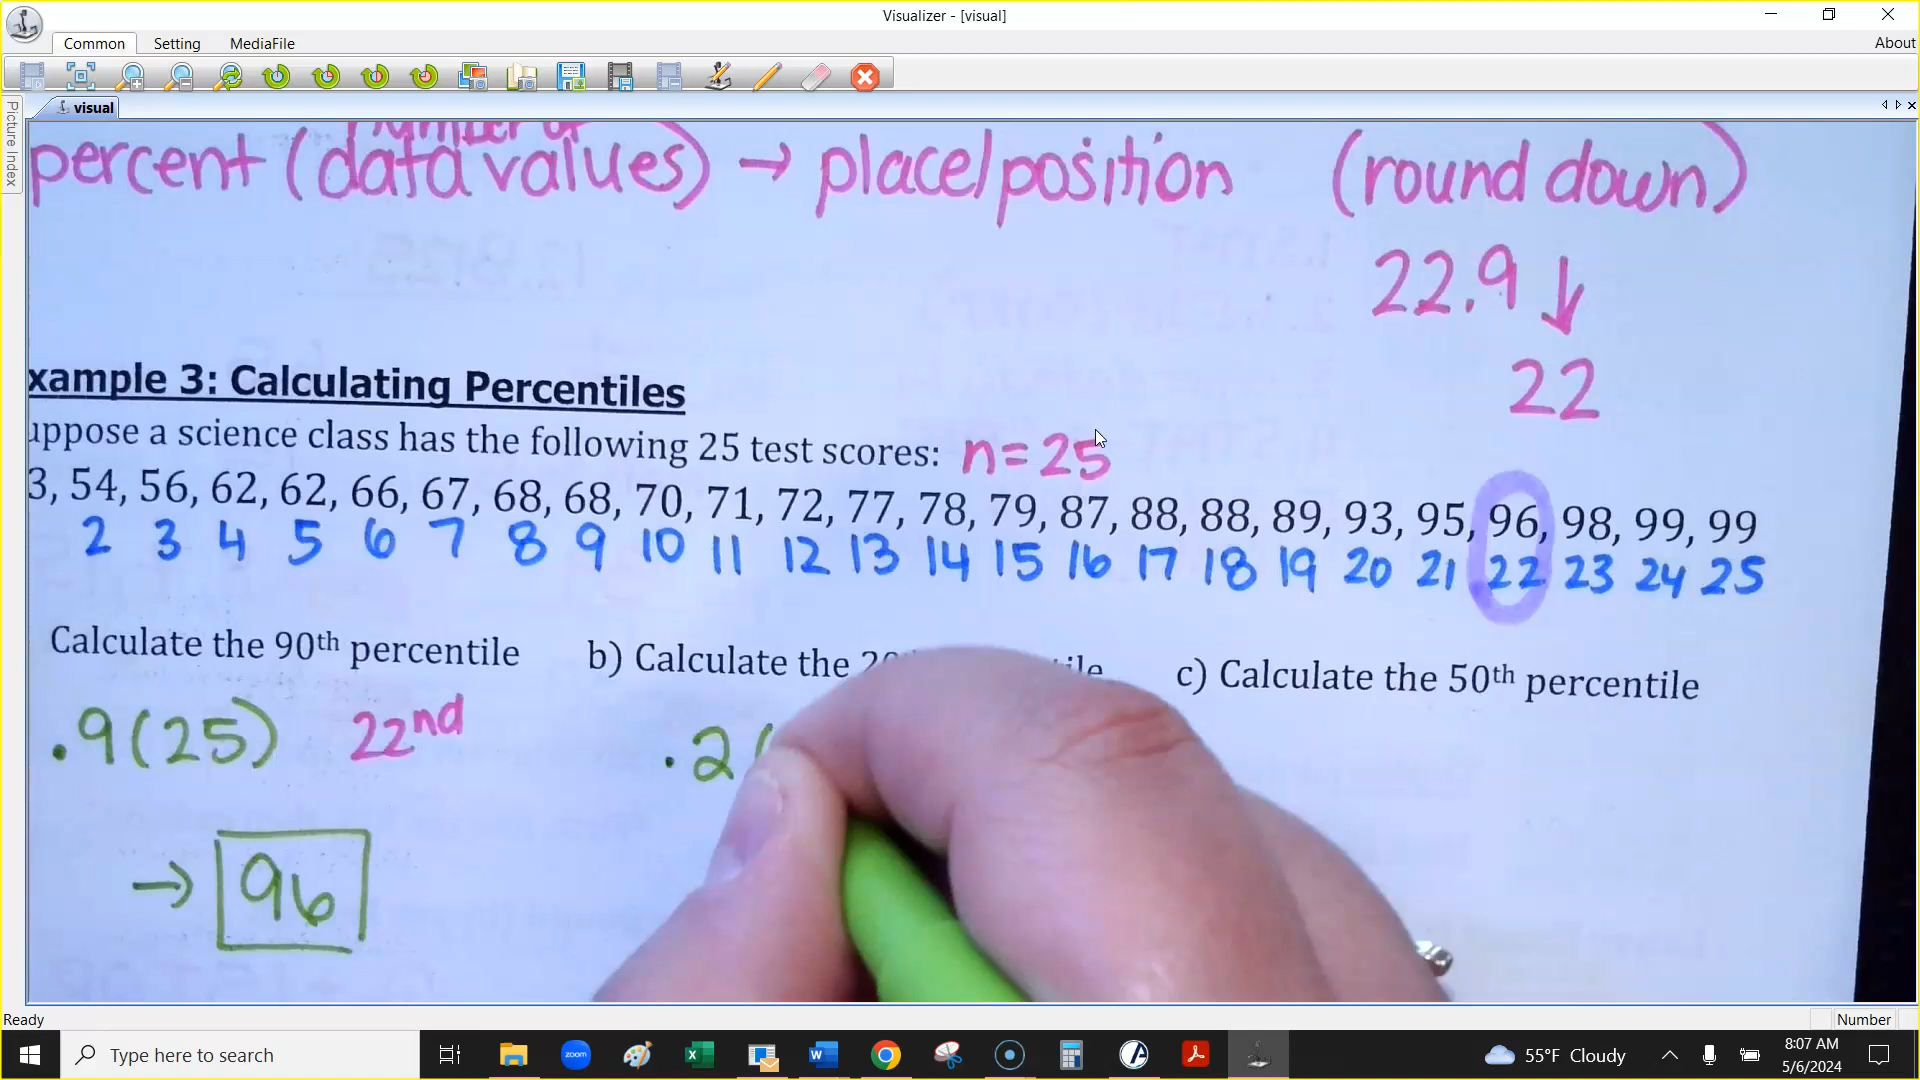 Visualizer - [visual]
Common Setting MediaFile About
visual
Picture Index
percent (data values) → place/position (round down)
22.9 ↓
22
xample 3: Calculating Percentiles
uppose a science class has the following 25 test scores: n=25
3, 54, 56, 62, 62, 66, 67, 68, 68, 70, 71, 72, 77, 78, 79, 87, 88, 88, 89, 93, 95, 96, 98, 99, 99
2 3 4 5 6 7 8 9 10 11 12 13 14 15 16 17 18 19 20 21 22 23 24 25
Calculate the 90th percentile b) Calculate the c) Calculate the 50th percentile
.9(25) 22nd .2(
→ 96
Ready Number
Type here to search zoom 55°F Cloudy 8:07 AM
5/6/2024